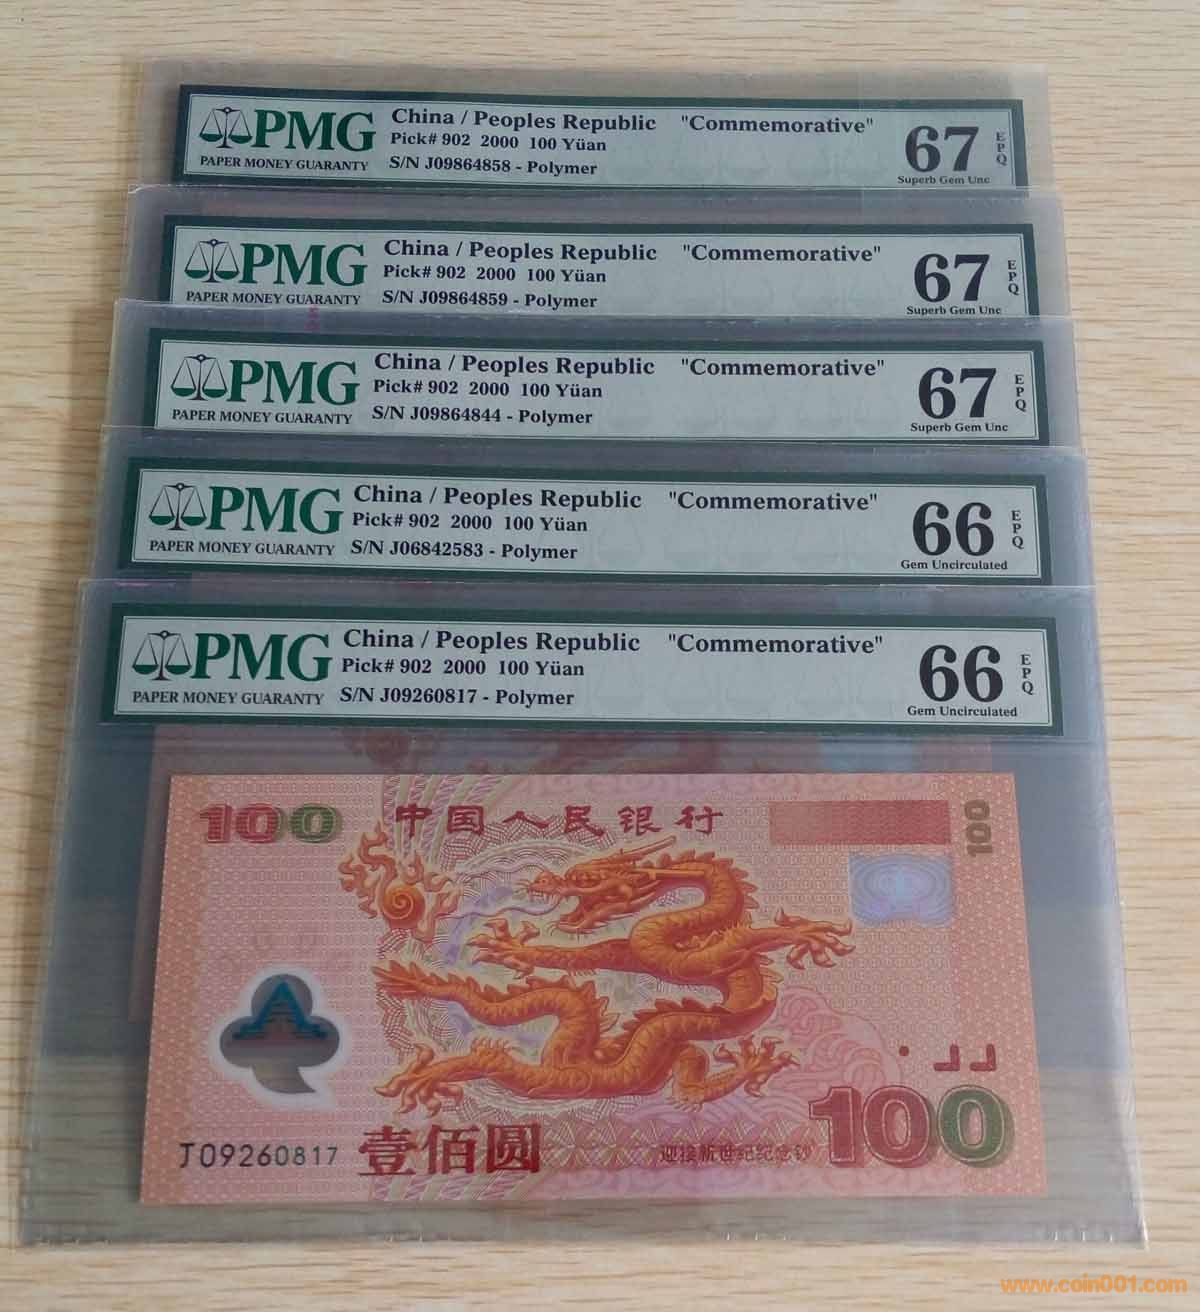 PMG
PAPER MONEY GUARANTY
China / Peoples Republic "Commemorative"
Pick# 902 2000 100 Yüan
S/N J09864858 - Polymer
67 EPQ
Superb Gem Unc
PMG
PAPER MONEY GUARANTY
China / Peoples Republic "Commemorative"
Pick# 902 2000 100 Yüan
S/N J09864859 - Polymer
67 EPQ
Superb Gem Unc
PMG
PAPER MONEY GUARANTY
China / Peoples Republic "Commemorative"
Pick# 902 2000 100 Yüan
S/N J09864844 - Polymer
67 EPQ
Superb Gem Unc
PMG
PAPER MONEY GUARANTY
China / Peoples Republic "Commemorative"
Pick# 902 2000 100 Yüan
S/N J06842583 - Polymer
66 EPQ
Gem Uncirculated
PMG
PAPER MONEY GUARANTY
China / Peoples Republic "Commemorative"
Pick# 902 2000 100 Yüan
S/N J09260817 - Polymer
66 EPQ
Gem Uncirculated
100 中国人民银行 100
J09260817 壹佰圆 迎接新世纪纪念钞 100
www.coin001.com